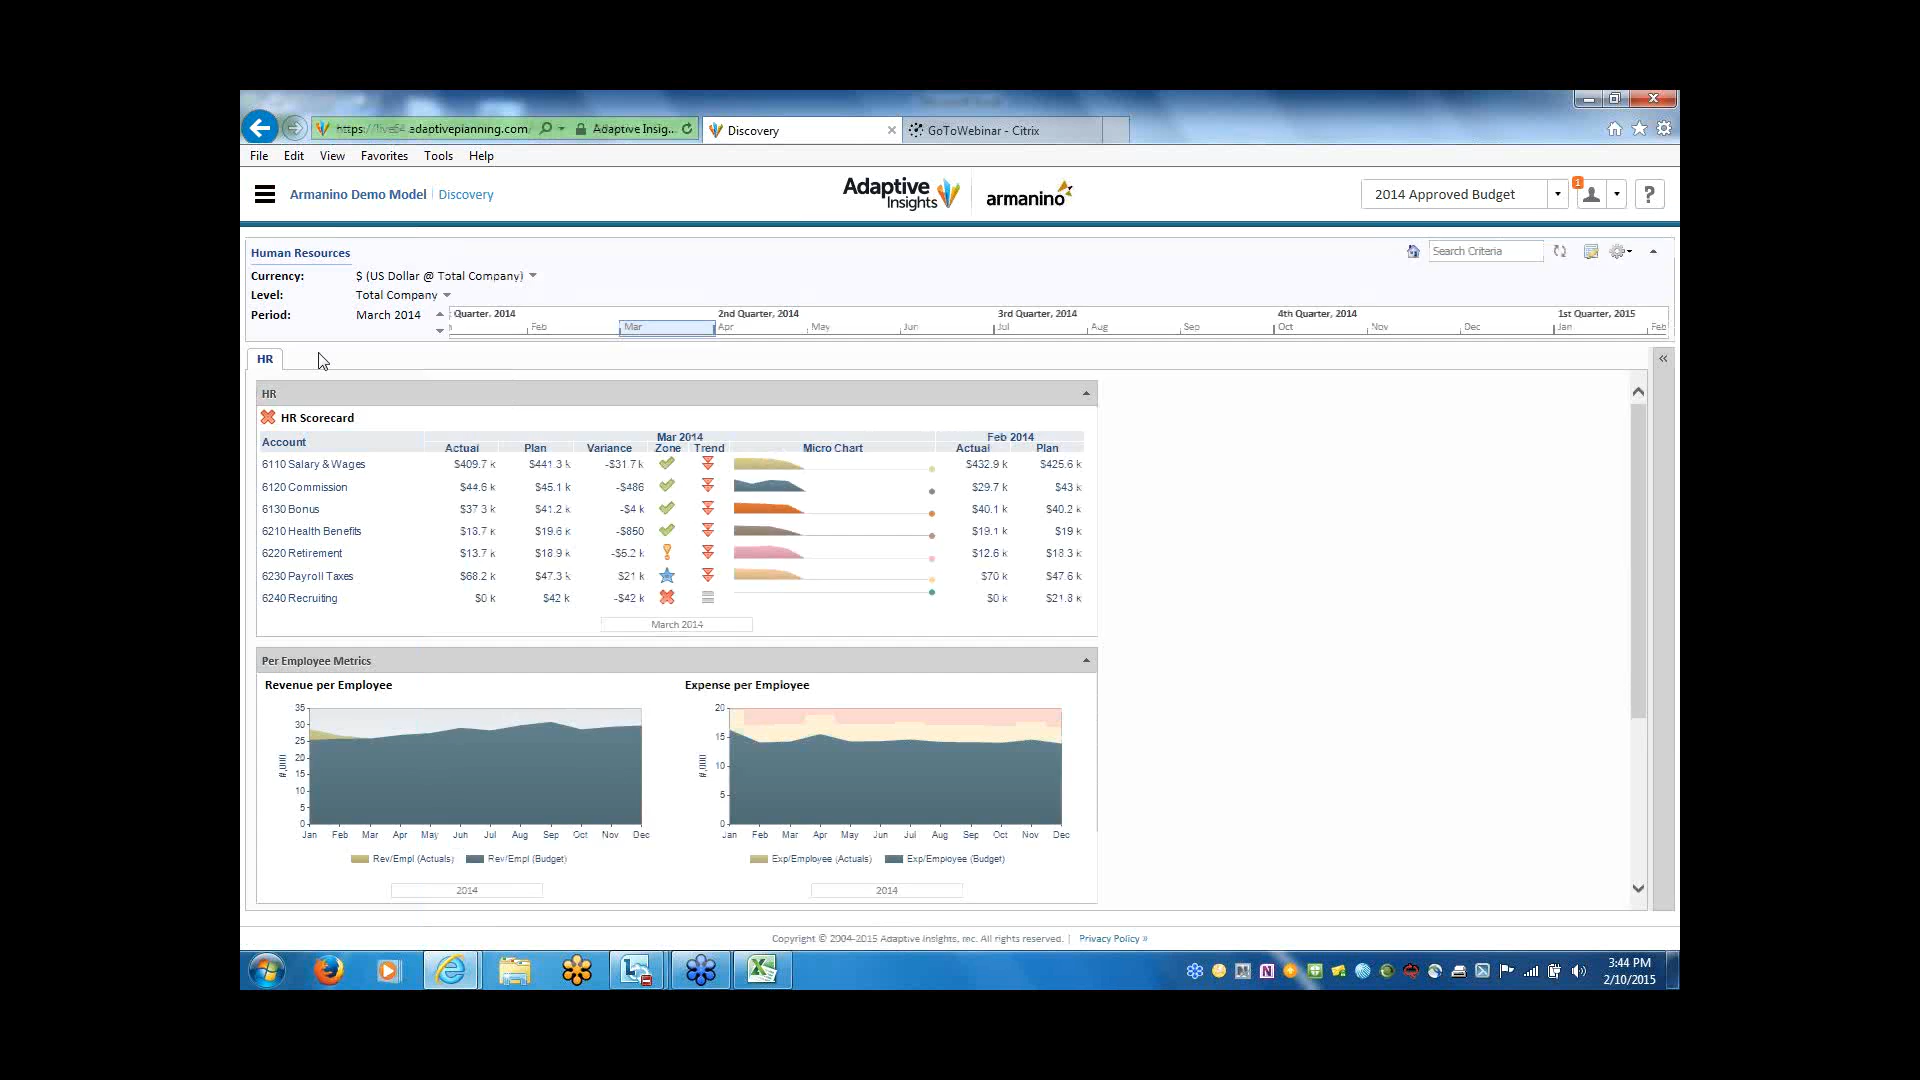 https://live54.adaptiveplanning.com Adaptive Insig... Discovery GoToWebinar - Citrix
File Edit View Favorites Tools Help
Armanino Demo Model Discovery Adaptive Insights armanino 2014 Approved Budget 1 ?
Human Resources Search Criteria
Currency: $ (US Dollar @ Total Company)
Level: Total Company
Period: March 2014
Quarter, 2014 2nd Quarter, 2014 3rd Quarter, 2014 4th Quarter, 2014 1st Quarter, 2015
Feb Mar Apr May Jun Jul Aug Sep Oct Nov Dec Jan Feb
HR
HR
HR Scorecard
Account Mar 2014 Feb 2014
Actual Plan Variance Zone Trend Micro Chart Actual Plan
6110 Salary & Wages $409.7 k $441.3 k -$31.7 k $432.9 k $425.6 k
6120 Commission $44.6 k $45.1 k -$486 $29.7 k $43 k
6130 Bonus $37.3 k $41.2 k -$4 k $40.1 k $40.2 k
6210 Health Benefits $18.7 k $19.6 k -$850 $19.1 k $19 k
6220 Retirement $13.7 k $18.9 k -$5.2 k $12.6 k $18.3 k
6230 Payroll Taxes $68.2 k $47.3 k $21 k $70 k $47.6 k
6240 Recruiting $0 k $42 k -$42 k $0 k $21.8 k
March 2014
Per Employee Metrics
Revenue per Employee Expense per Employee
35 30 25 20 15 10 5 0
#,000
Jan Feb Mar Apr May Jun Jul Aug Sep Oct Nov Dec
Rev/Empl (Actuals) Rev/Empl (Budget)
2014
20 15 10 5 0
#,000
Jan Feb Mar Apr May Jun Jul Aug Sep Oct Nov Dec
Exp/Employee (Actuals) Exp/Employee (Budget)
2014
Copyright © 2004-2015 Adaptive Insights, Inc. All rights reserved. | Privacy Policy »
3:44 PM
2/10/2015